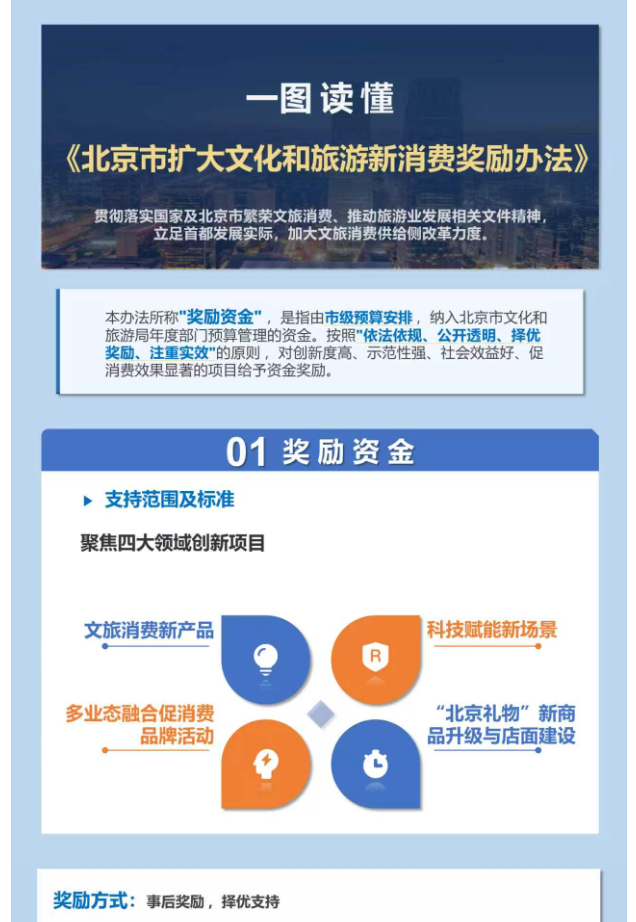 一图读懂
《北京市扩大文化和旅游新消费奖励办法》
贯彻落实国家及北京市繁荣文旅消费、推动旅游业发展相关文件精神，
立足首都发展实际，加大文旅消费供给侧改革力度。
本办法所称"奖励资金"，是指由市级预算安排，纳入北京市文化和
旅游局年度部门预算管理的资金。按照"依法依规、公开透明、择优
奖励、注重实效"的原则，对创新度高、示范性强、社会效益好、促
消费效果显著的项目给予资金奖励。
01 奖励资金
支持范围及标准
聚焦四大领域创新项目
文旅消费新产品
科技赋能新场景
R
多业态融合促消费
品牌活动
“北京礼物”新商
品升级与店面建设
奖励方式：事后奖励，择优支持